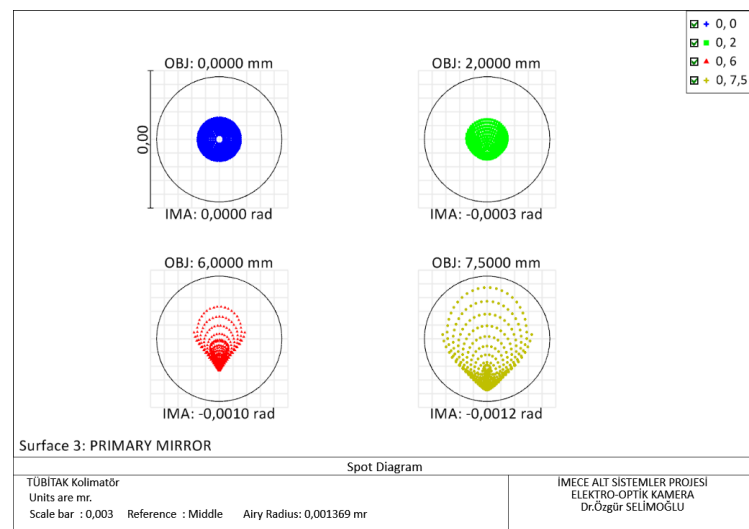 0, 0
0, 2
0, 6
0, 7,5
OBJ: 0,0000 mm
OBJ: 2,0000 mm
0,00
IMA: 0,0000 rad
IMA: -0,0003 rad
OBJ: 6,0000 mm
OBJ: 7,5000 mm
IMA: -0,0010 rad
IMA: -0,0012 rad
Surface 3: PRIMARY MIRROR
Spot Diagram
TÜBİTAK Kolimatör
Units are mr.
Scale bar : 0,003 Reference : Middle Airy Radius: 0,001369 mr
İMECE ALT SİSTEMLER PROJESİ
ELEKTRO-OPTİK KAMERA
Dr.Özgür SELİMOĞLU